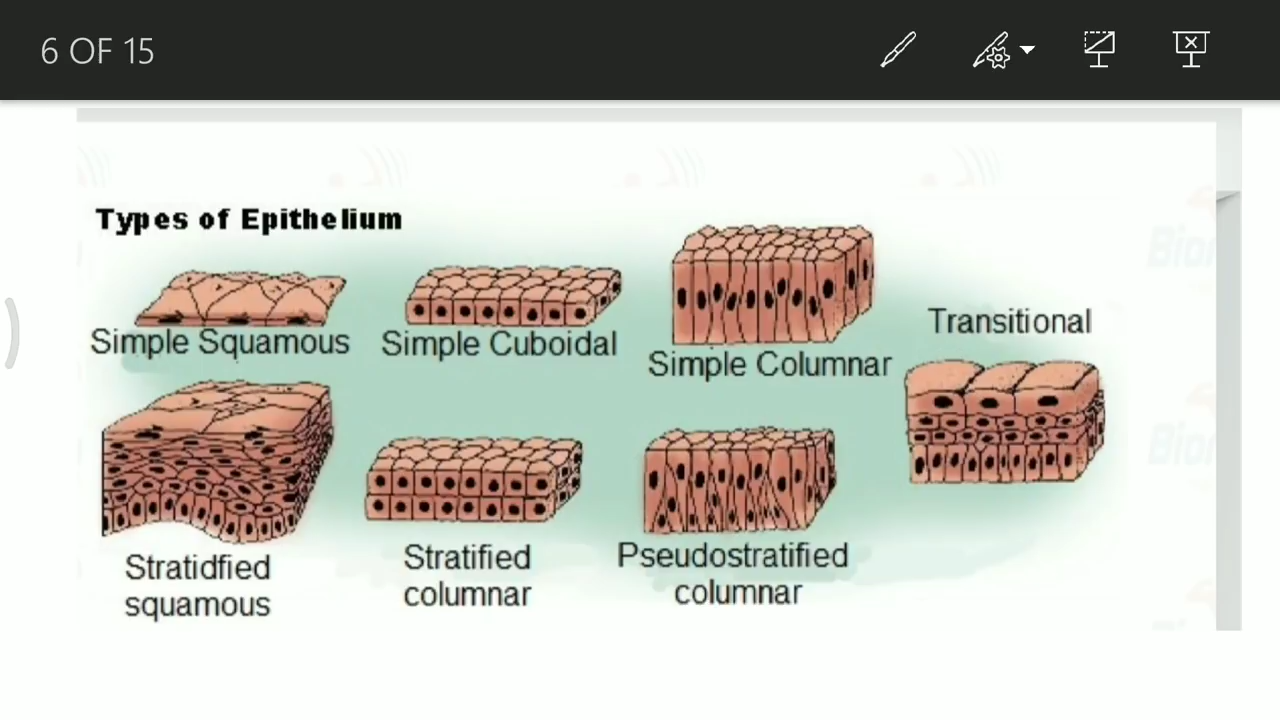 6 OF 15
Types of Epithelium
Simple Squamous
Simple Cuboidal
Simple Columnar
Transitional
Stratidfied
squamous
Stratified
columnar
Pseudostratified
columnar